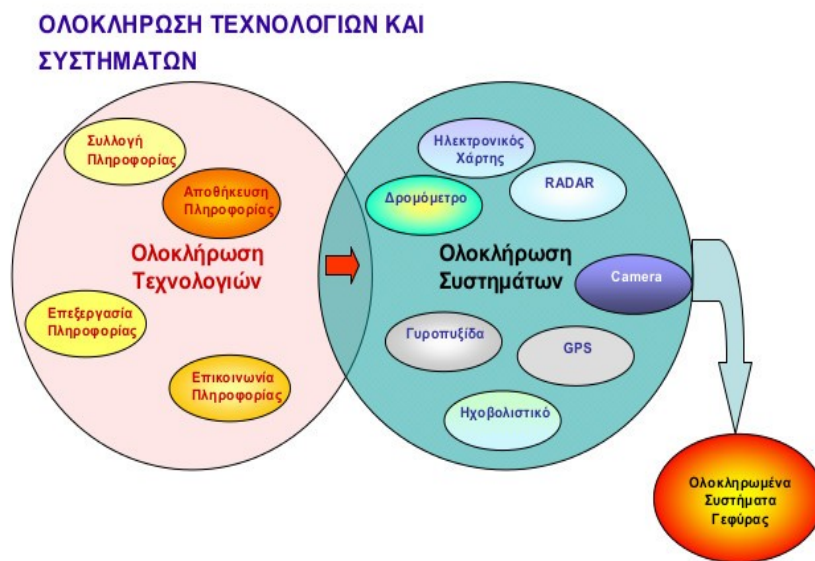 ΟΛΟΚΛΗΡΩΣΗ ΤΕΧΝΟΛΟΓΙΩΝ ΚΑΙ
ΣΥΣΤΗΜΑΤΩΝ
Συλλογή
Πληροφορίας
Αποθήκευση
Πληροφορίας
Ολοκλήρωση
Τεχνολογιών
Επεξεργασία
Πληροφορίας
Επικοινωνία
Πληροφορίας
Ηλεκτρονικός
Χάρτης
RADAR
Δρομόμετρο
Ολοκλήρωση
Συστημάτων
Camera
Γυροπυξίδα
GPS
Ηχοβολιστικό
Ολοκληρωμένα
Συστήματα
Γεφύρας